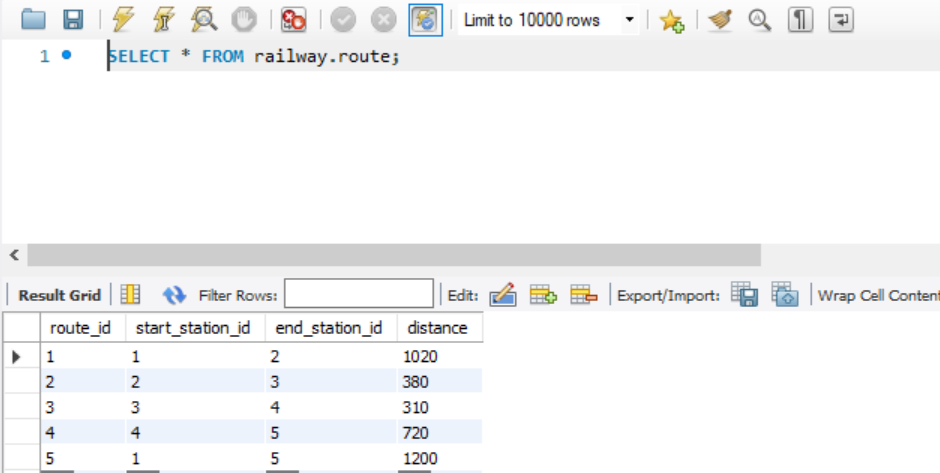 Limit to 10000 rows
1 SELECT * FROM railway.route;
Result Grid Filter Rows: Edit: Export/Import: Wrap Cell Content
route_id start_station_id end_station_id distance
1 1 2 1020
2 2 3 380
3 3 4 310
4 4 5 720
5 1 5 1200